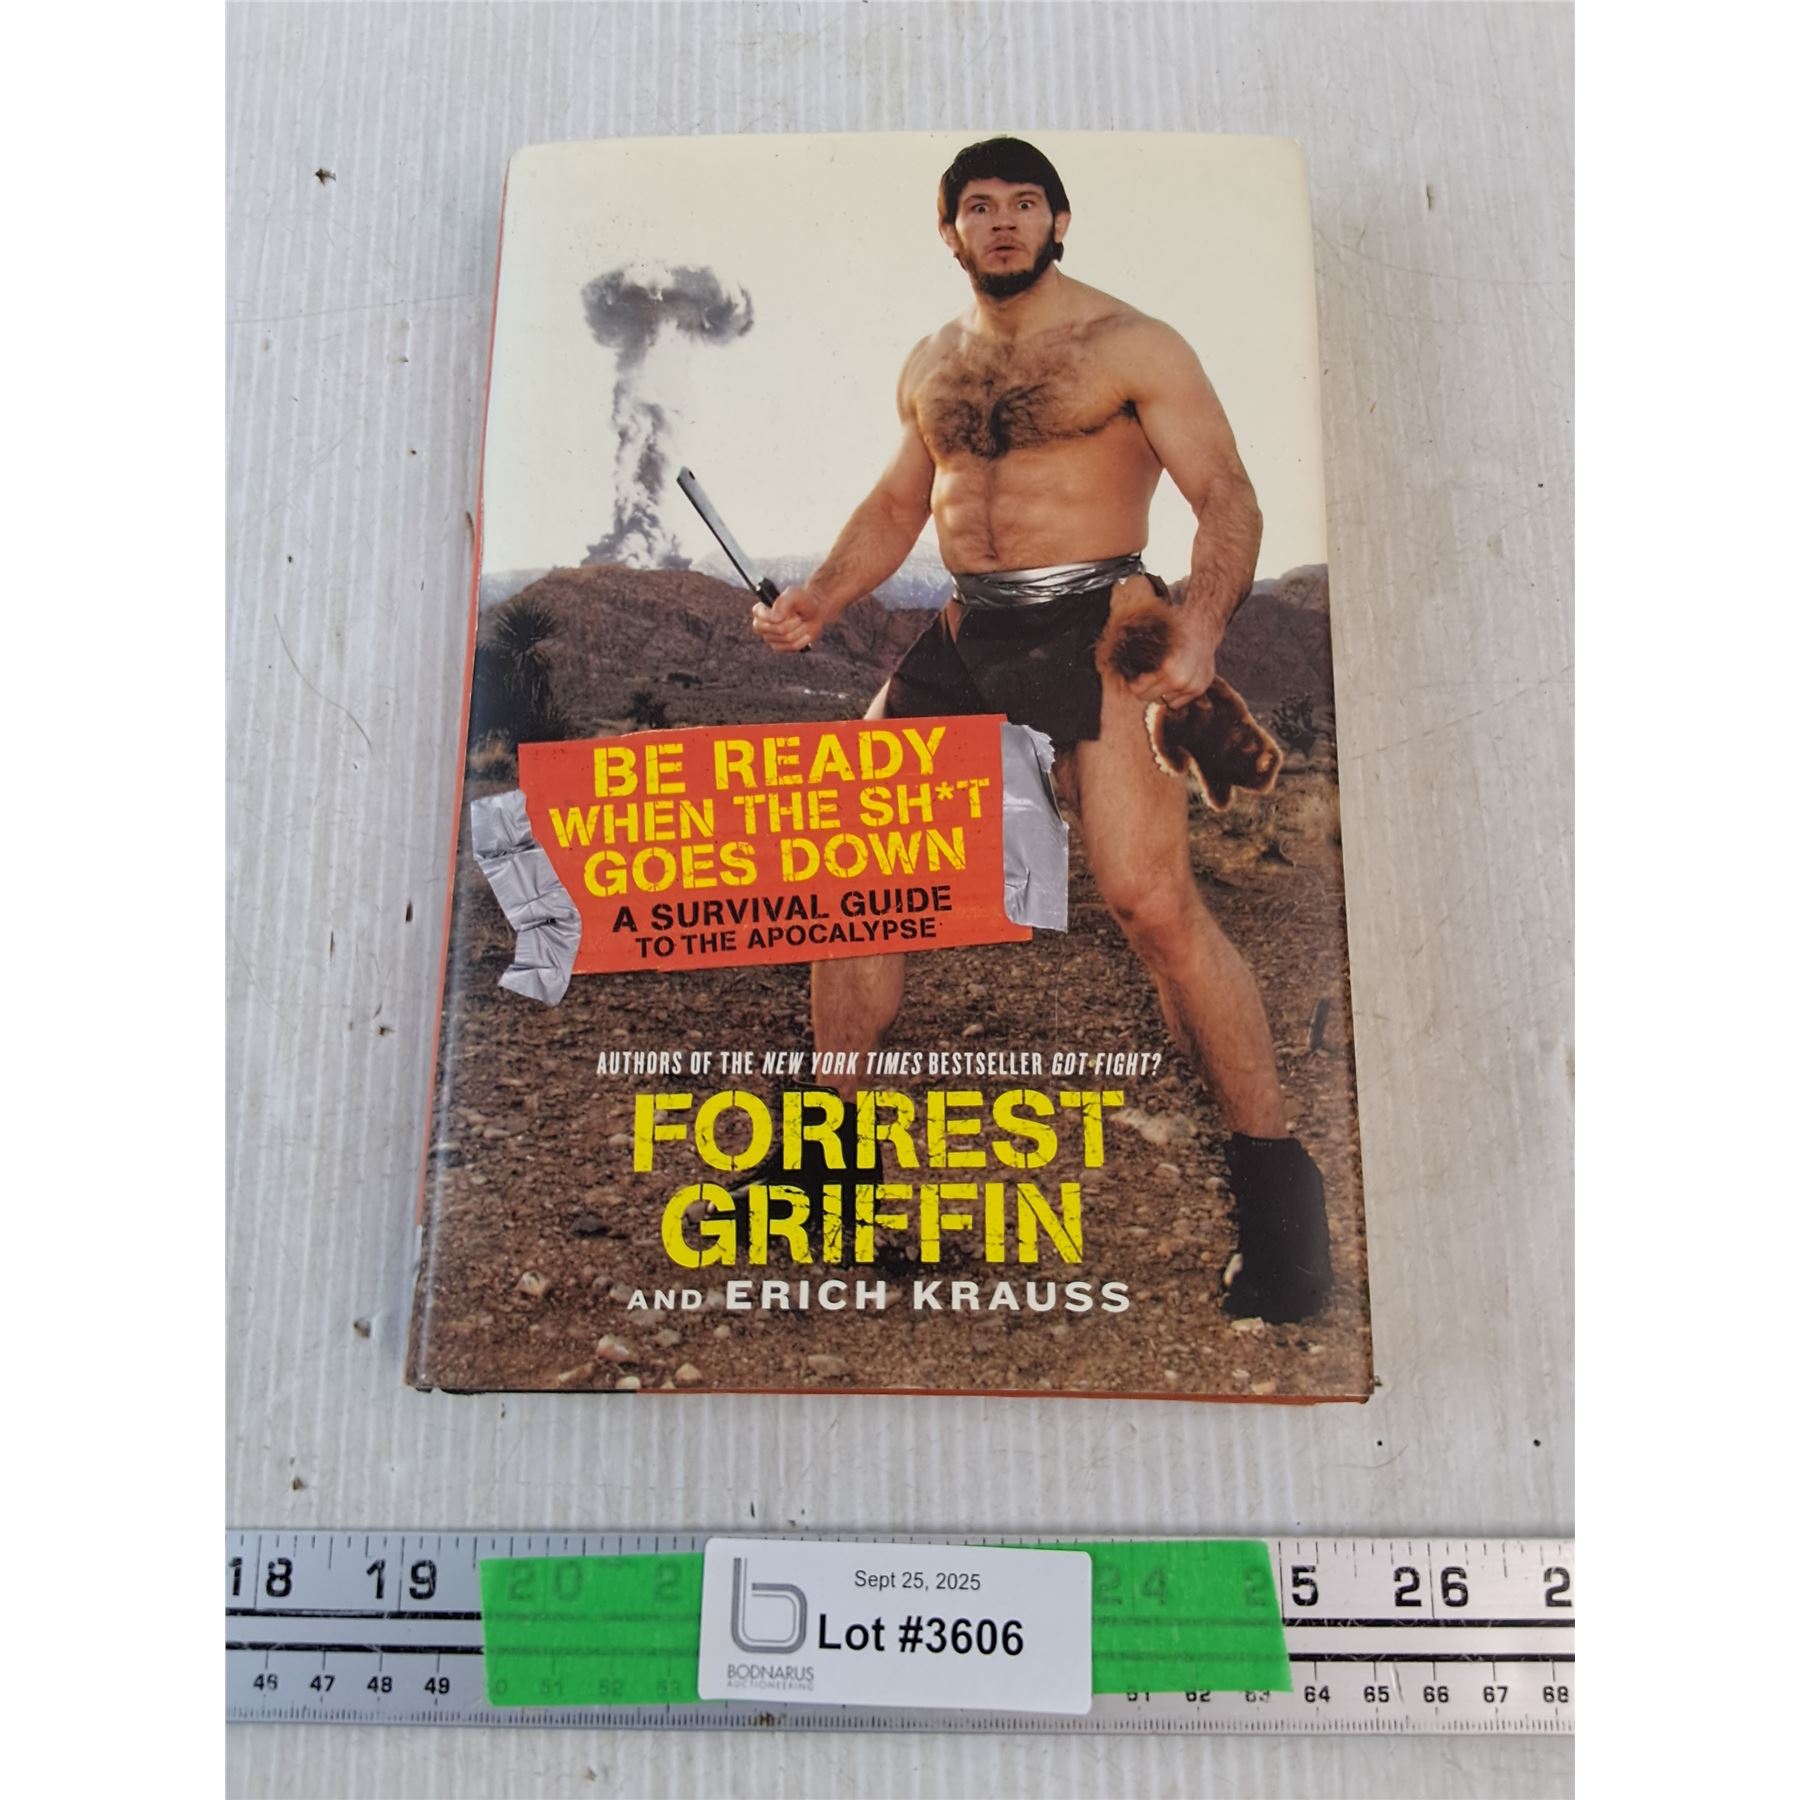 BE READY
WHEN THE SH*T
GOES DOWN
A SURVIVAL GUIDE
TO THE APOCALYPSE
AUTHORS OF THE NEW YORK TIMES BESTSELLER GOT FIGHT?
FORREST
GRIFFIN
AND ERICH KRAUSS
18 19 20 2 24 25 26 2
Sept 25, 2025
Lot #3606
b
BODNARUS
AUCTIONEERING
46 47 48 49 0 51 52 53 61 62 63 64 65 66 67 68